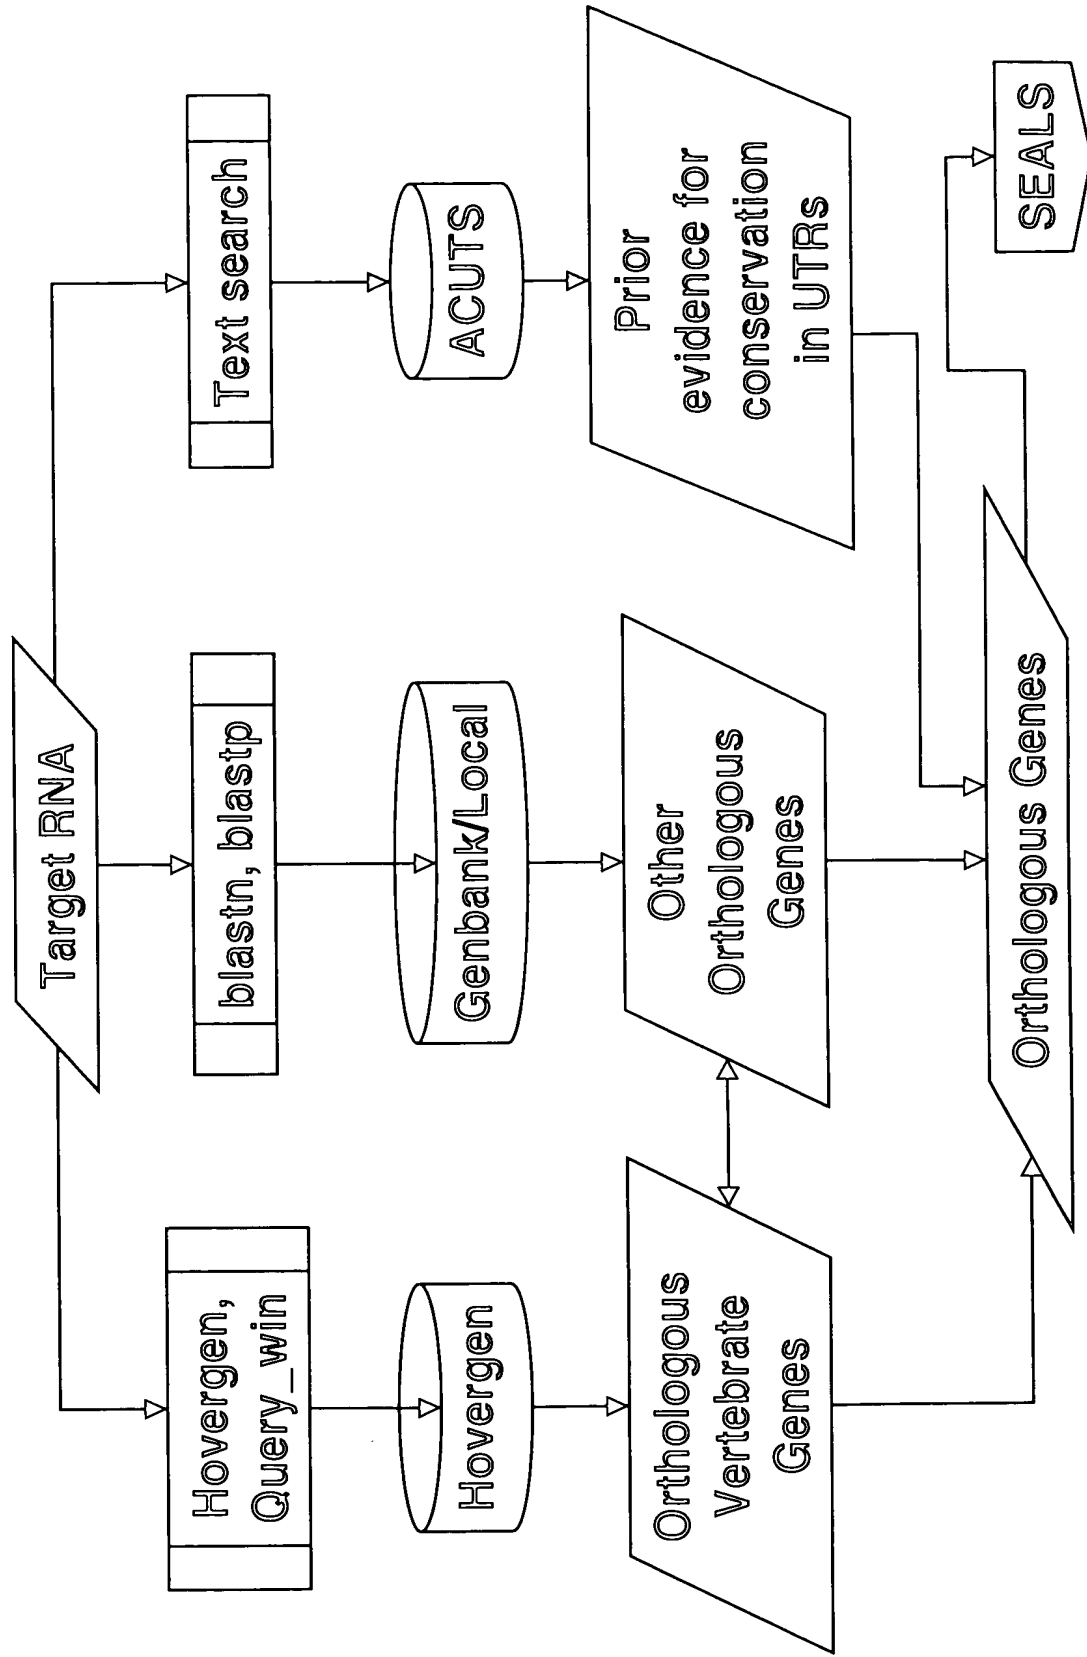 Target RNA
Hovergen,
Query_win
blastn, blastp
Text search
Hovergen
Genbank/Local
ACUTS
Orthologous
Vertebrate
Genes
Other
Orthologous
Genes
Prior
evidence for
conservation
in UTRs
Orthologous Genes
SEALS